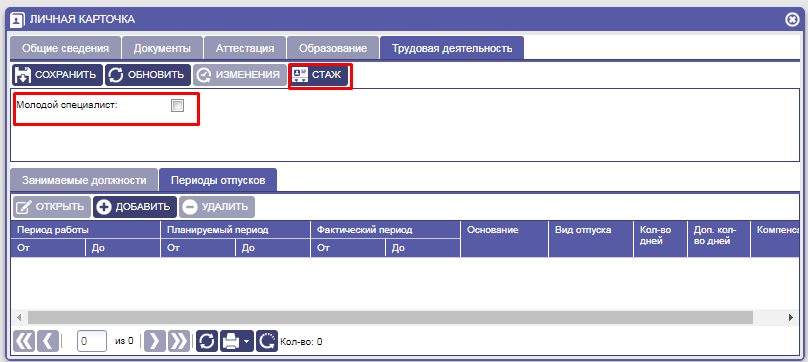 ЛИЧНАЯ КАРТОЧКА
Общие сведения Документы Аттестация Образование Трудовая деятельность
СОХРАНИТЬ ОБНОВИТЬ ИЗМЕНЕНИЯ СТАЖ
Молодой специалист:
Занимаемые должности Периоды отпусков
ОТКРЫТЬ ДОБАВИТЬ УДАЛИТЬ
Период работы Планируемый период Фактический период Основание Вид отпуска Кол-во дней Доп. кол-во дней Компенса
От До От До От До
0 из 0 Кол-во: 0